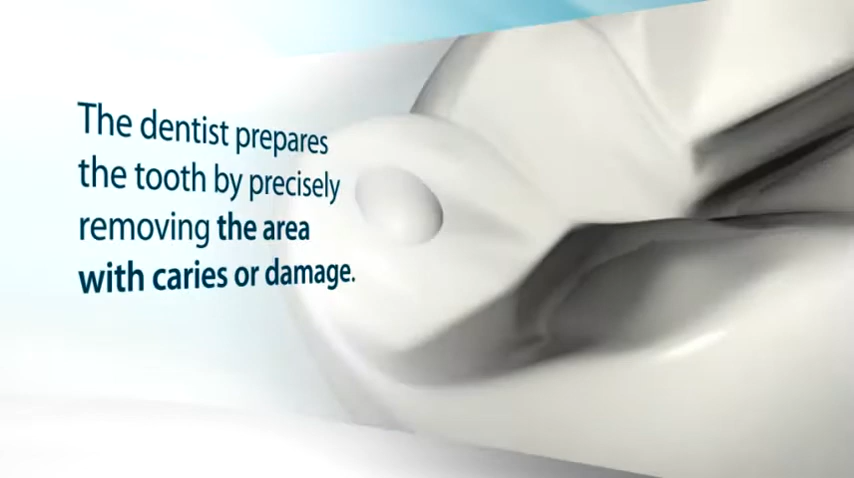 The dentist prepares
the tooth by precisely
removing the area
with caries or damage.